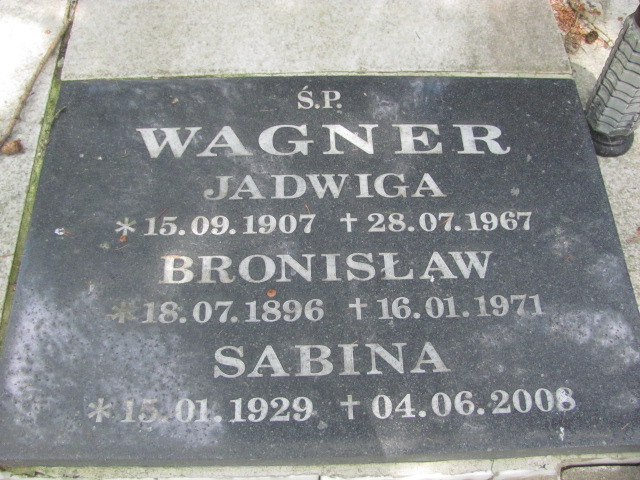 Ś.P.
WAGNER
JADWIGA
* 15.09.1907 † 28.07.1967
BRONISŁAW
* 18.07.1896 † 16.01.1971
SABINA
* 15.01.1929 † 04.06.2008